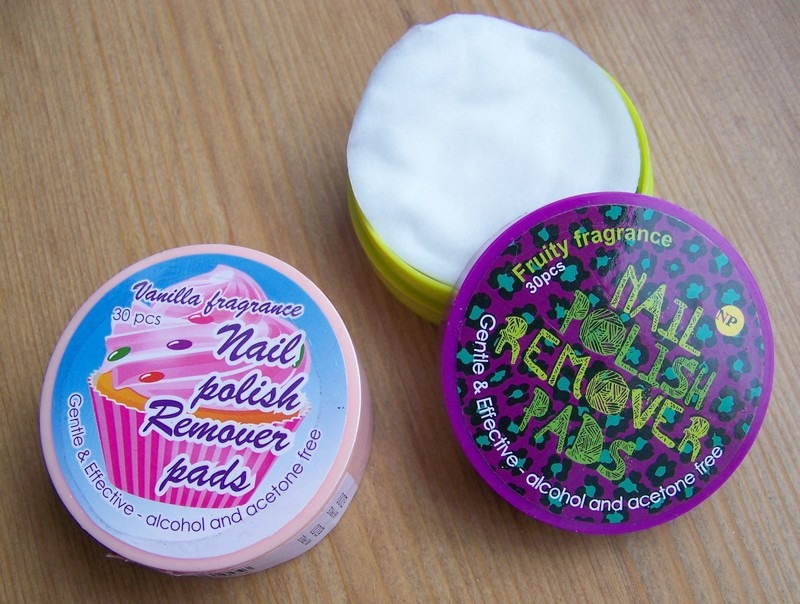 Vanilla fragrance
30 pcs
Nail
polish
Remover
pads
Gentle & Effective - alcohol and acetone free
Fruity fragrance
30pcs
NP
NAIL
POLISH
REMOVER
PADS
Gentle & Effective - alcohol and acetone free